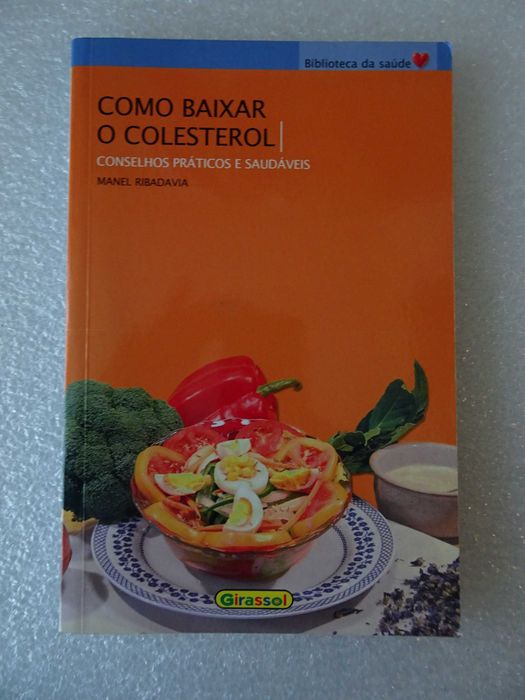 Biblioteca da saúde
COMO BAIXAR
O COLESTEROL
CONSELHOS PRÁTICOS E SAUDÁVEIS
MANEL RIBADAVIA
Girassol